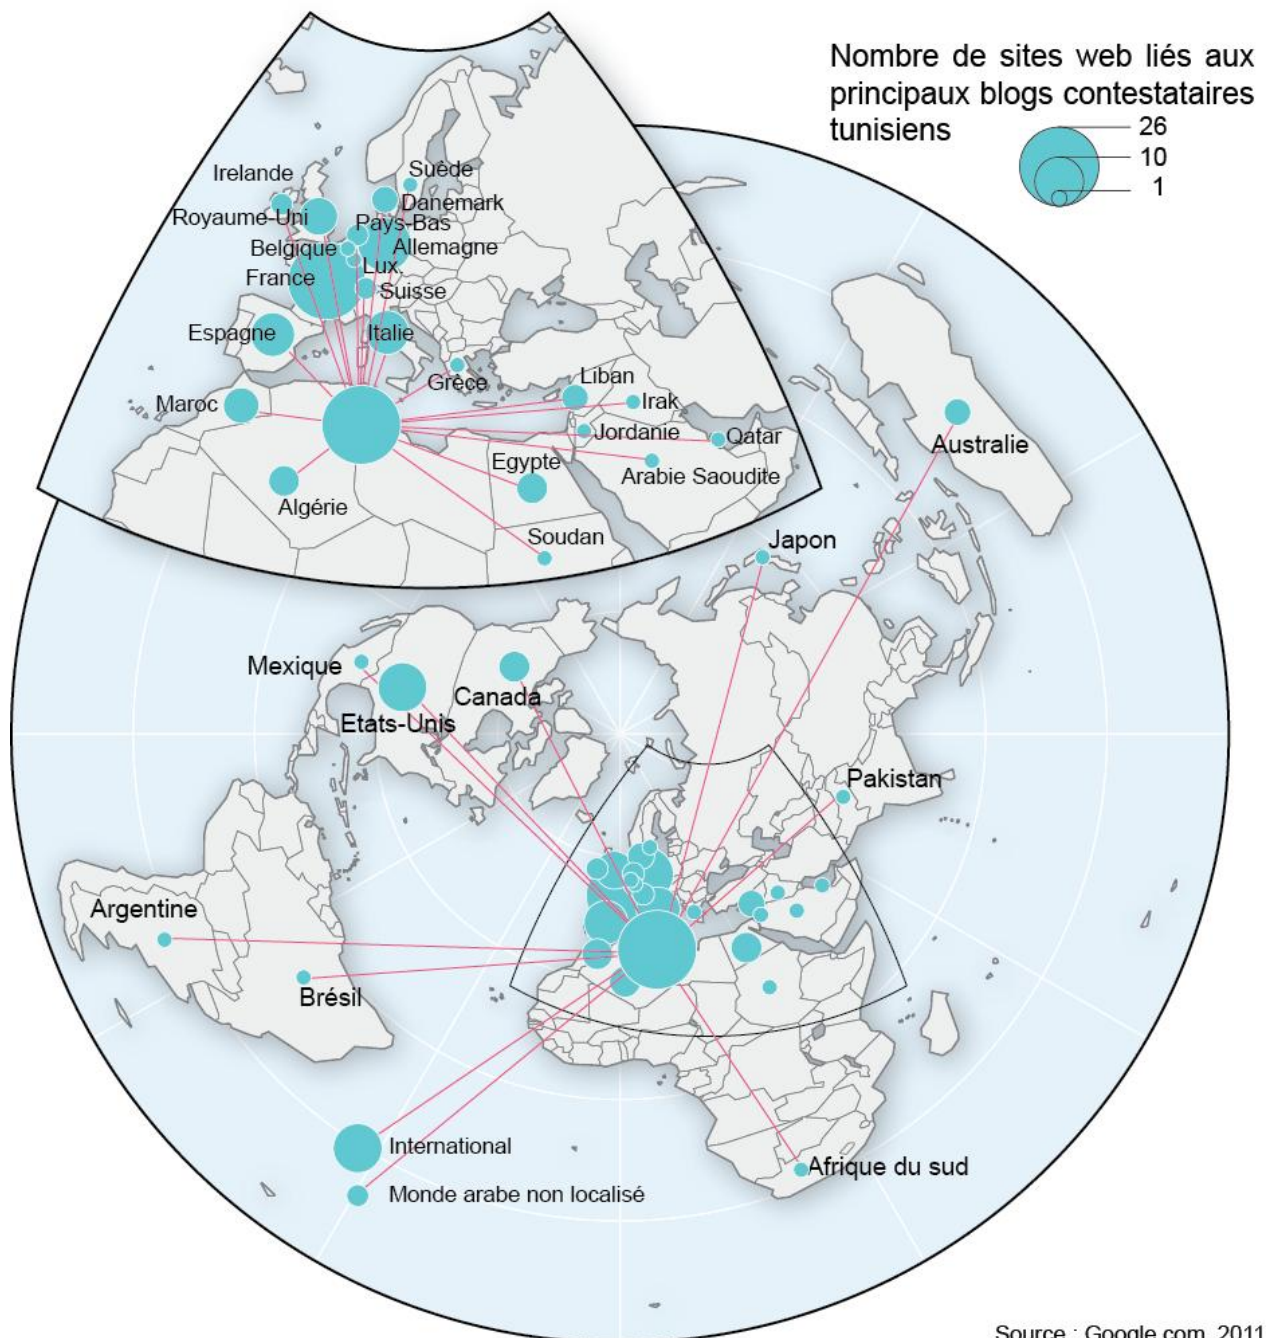 Nombre de sites web liés aux
principaux blogs contestataires
tunisiens
26
10
1
Irelande
Suède
Royaume-Uni
Danemark
Pays-Bas
Belgique
Allemagne
Lux.
France
Suisse
Espagne
Italie
Grèce
Liban
Maroc
Irak
Jordanie
Qatar
Egypte
Arabie Saoudite
Algérie
Soudan
Australie
Japon
Mexique
Canada
Etats-Unis
Pakistan
Argentine
Brésil
International
Afrique du sud
Monde arabe non localisé
Source : Google.com, 2011